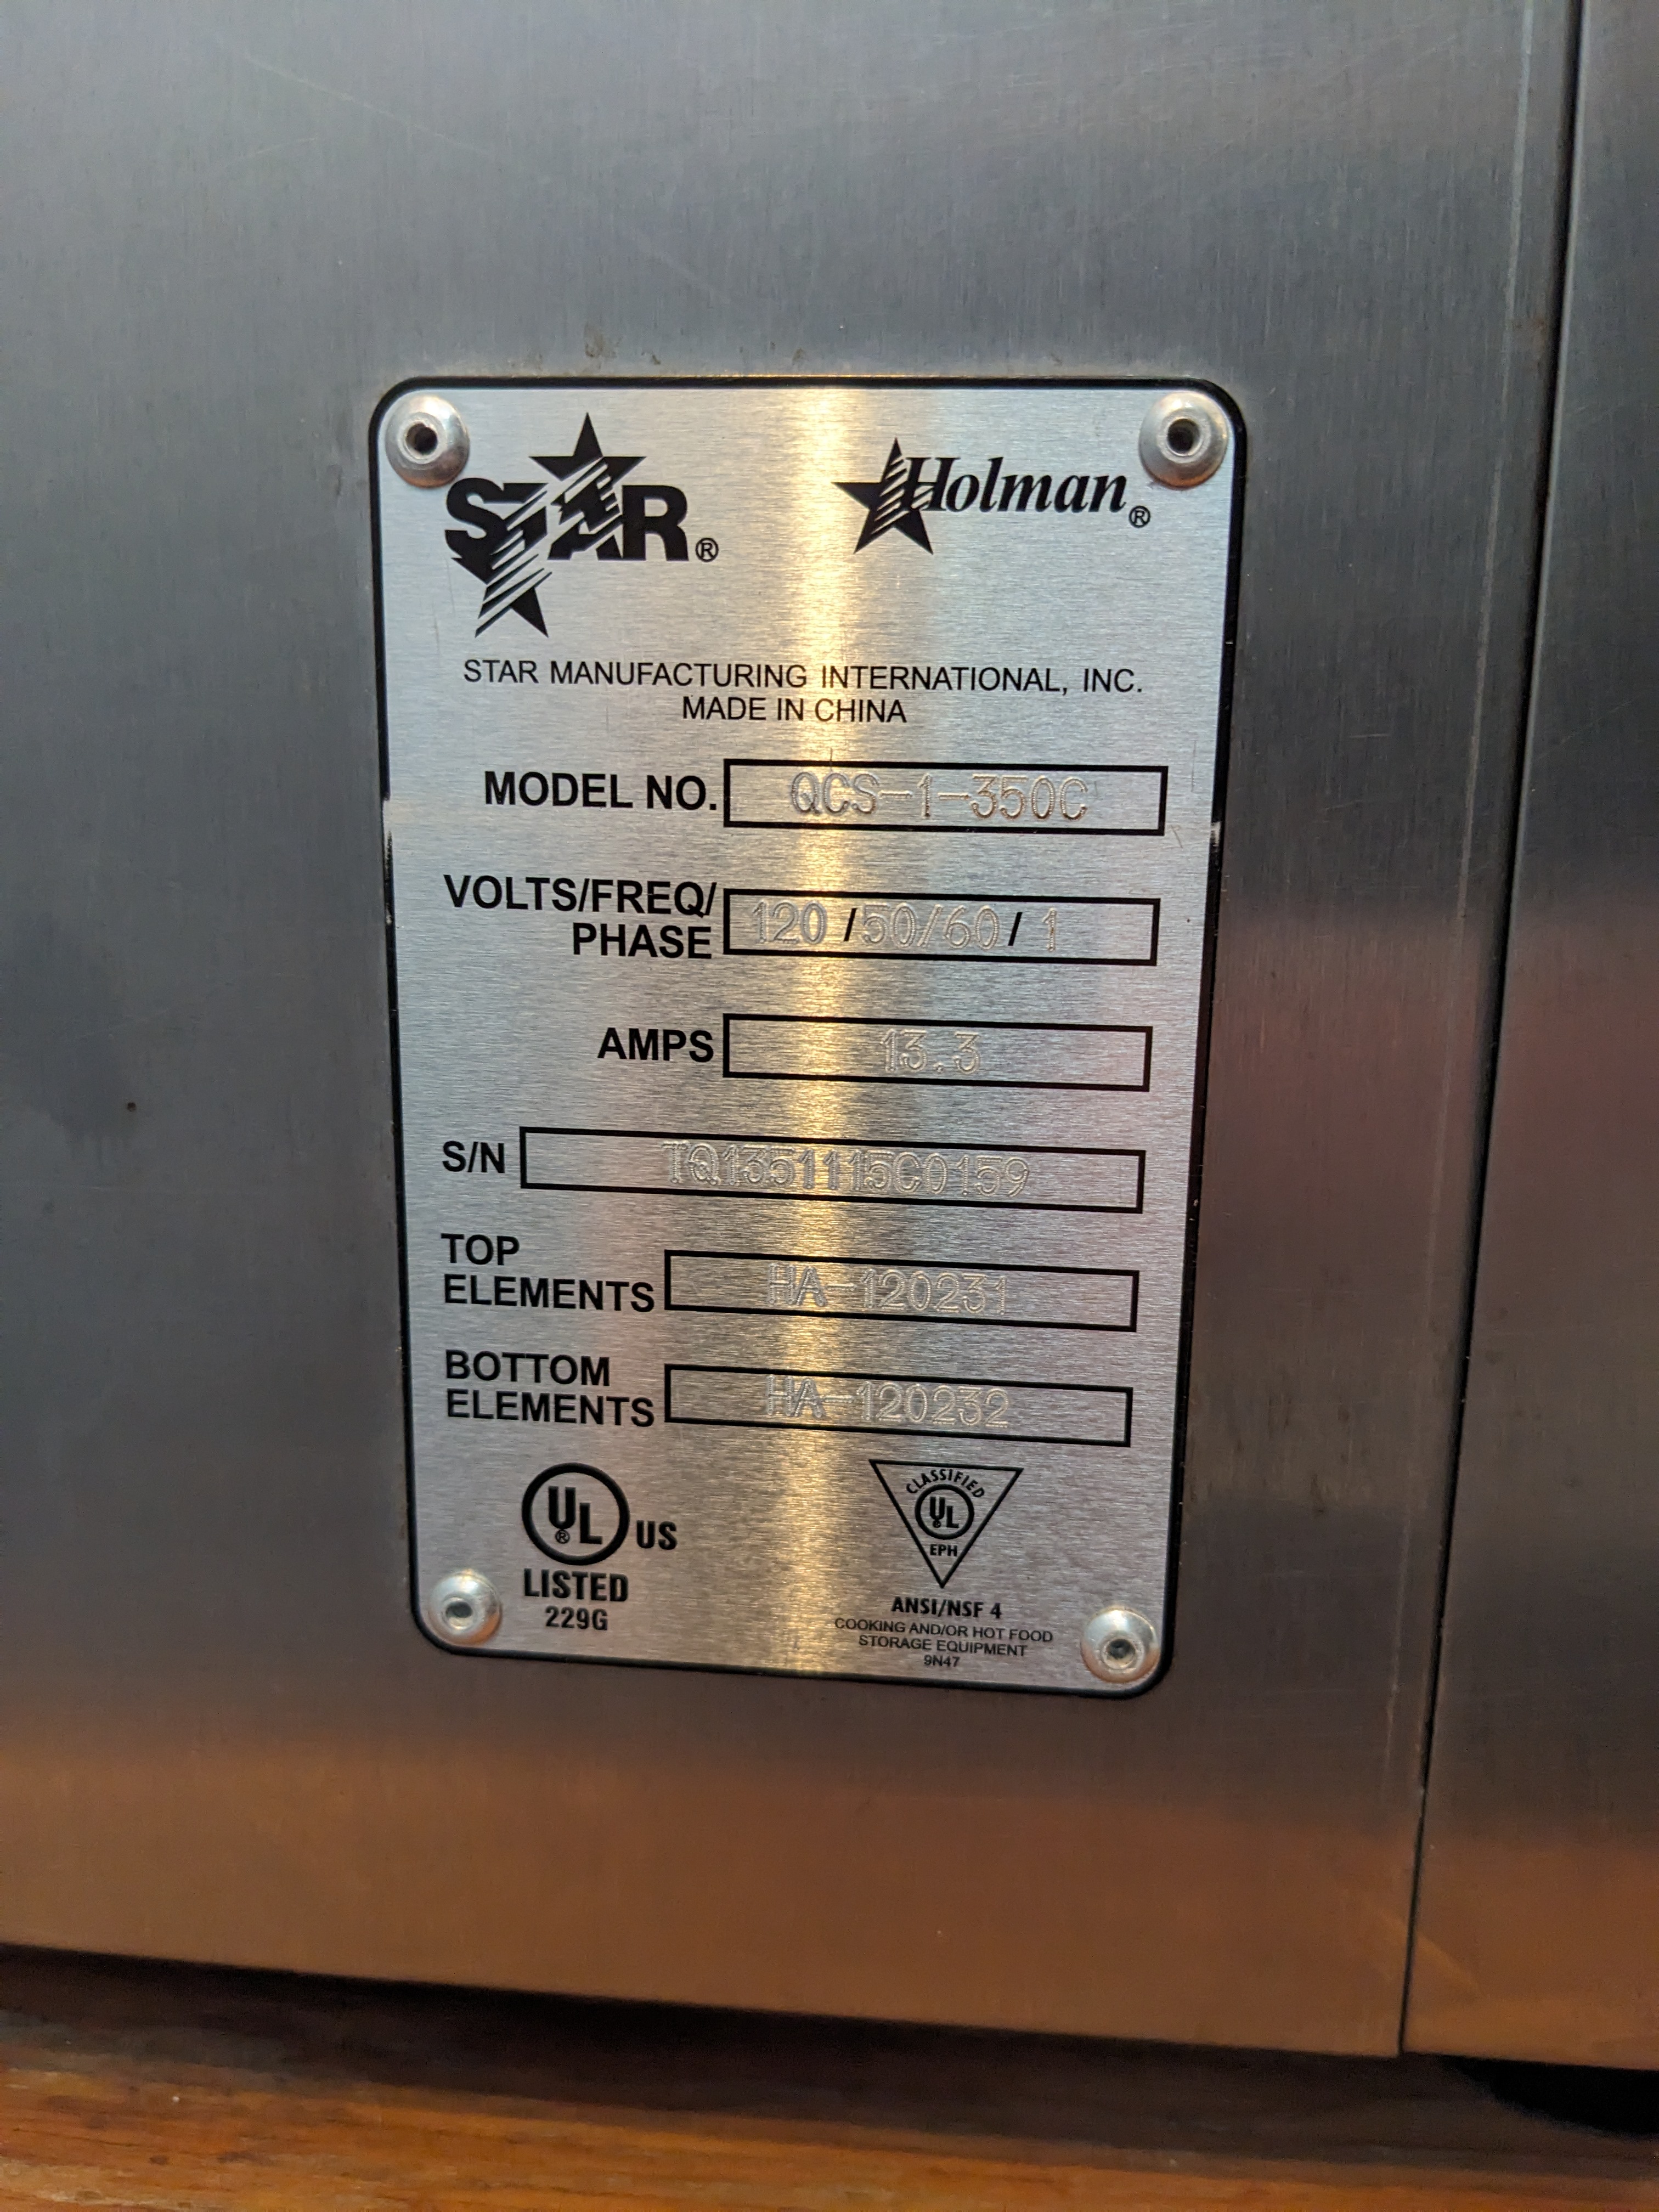 STAR®
Holman®
STAR MANUFACTURING INTERNATIONAL, INC.
MADE IN CHINA
MODEL NO. QCS-1-350C
VOLTS/FREQ/
PHASE 120 /50/60/ 1
AMPS 13.3
S/N TQ1351115C0159
TOP
ELEMENTS HA-120231
BOTTOM
ELEMENTS HA-120232
UL® US
LISTED
229G
CLASSIFIED
UL®
EPH
ANSI/NSF 4
COOKING AND/OR HOT FOOD
STORAGE EQUIPMENT
9N47